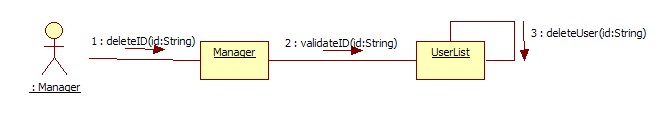 1 : deleteID(id:String)
Manager
2 : validateID(id:String)
UserList
3 : deleteUser(id:String)
: Manager